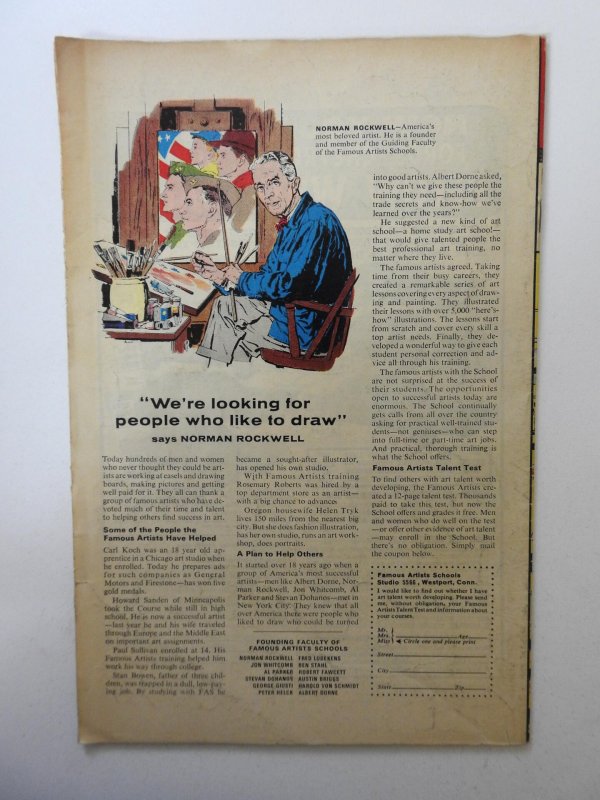 NORMAN ROCKWELL—America's
most beloved artist. He is a founder
and member of the Guiding Faculty
of the Famous Artists Schools.
"We're looking for
people who like to draw"
says NORMAN ROCKWELL
Today hundreds of men and women
who never thought they could be art-
ists are working at easels and drawing
boards, making pictures and getting
well paid for it. They all can thank a
group of famous artists who have de-
voted much of their time and talent
to helping others find success in art.
Some of the People the
Famous Artists Have Helped
Carl Koch was an 18 year old ap-
prentice in a Chicago art studio when
he enrolled. Today he prepares ads
for such companies as General
Motors and Firestone—has won five
gold medals.
Howard Sanden of Minneapolis
took the Course while still in high
school. He is now a successful artist
—last year he and his wife traveled
through Europe and the Middle East
on important art assignments.
Paul Sullivan enrolled at 14. His
Famous Artists training helped him
work his way through college.
Stan Bowen, father of three chil-
dren, was trapped in a dull, low-pay-
ing job. By studying with FAS he
became a sought-after illustrator,
has opened his own studio.
With Famous Artists training
Rosemary Roberts was hired by a
top department store as an artist—
with a big chance to advance.
Oregon housewife Helen Tryk
lives 150 miles from the nearest big
city. But she does fashion illustration,
has her own studio, runs an art work-
shop, does portraits.
A Plan to Help Others
It started over 18 years ago when a
group of America's most successful
artists—men like Albert Dorne, Nor-
man Rockwell, Jon Whitcomb, Al
Parker and Stevan Dohanos—met in
New York City. They knew that all
over America there were people who
liked to draw who could be turned
FOUNDING FACULTY OF
FAMOUS ARTISTS SCHOOLS
NORMAN ROCKWELL FRED LUDEKENS
JON WHITCOMB BEN STAHL
AL PARKER ROBERT FAWCETT
STEVAN DOHANOS AUSTIN BRIGGS
GEORGE GIUSTI HAROLD VON SCHMIDT
PETER HELCK ALBERT DORNE
into good artists. Albert Dorne asked,
"Why can't we give these people the
training they need—including all the
trade secrets and know-how we've
learned over the years?"
He suggested a new kind of art
school—a home study art school—
that would give talented people the
best professional art training, no
matter where they live.
The famous artists agreed. Taking
time from their busy careers, they
created a remarkable series of art
lessons covering every aspect of draw-
ing and painting. They illustrated
their lessons with over 5,000 "here's-
how" illustrations. The lessons start
from scratch and cover every skill a
top artist needs. Finally, they de-
veloped a wonderful way to give each
student personal correction and ad-
vice all through his training.
The famous artists with the School
are not surprised at the success of
their students. The opportunities
open to successful artists today are
enormous. The School continually
gets calls from all over the country
asking for practical well-trained stu-
dents—not geniuses—who can step
into full-time or part-time art jobs.
And practical, thorough training is
what the School offers.
Famous Artists Talent Test
To find others with art talent worth
developing, the Famous Artists cre-
ated a 12-page talent test. Thousands
paid to take this test, but now the
School offers and grades it free. Men
and women who do well on the test
—or offer other evidence of art talent
—may enroll in the School. But
there's no obligation. Simply mail
the coupon below.
Famous Artists Schools
Studio 5561, Westport, Conn.
I would like to find out whether I have
art talent worth developing. Please send
me, without obligation, your Famous
Artists Talent Test and information about
your courses.
Mr.
Mrs. Age
Miss Circle one and please print
Street
City
State Zip